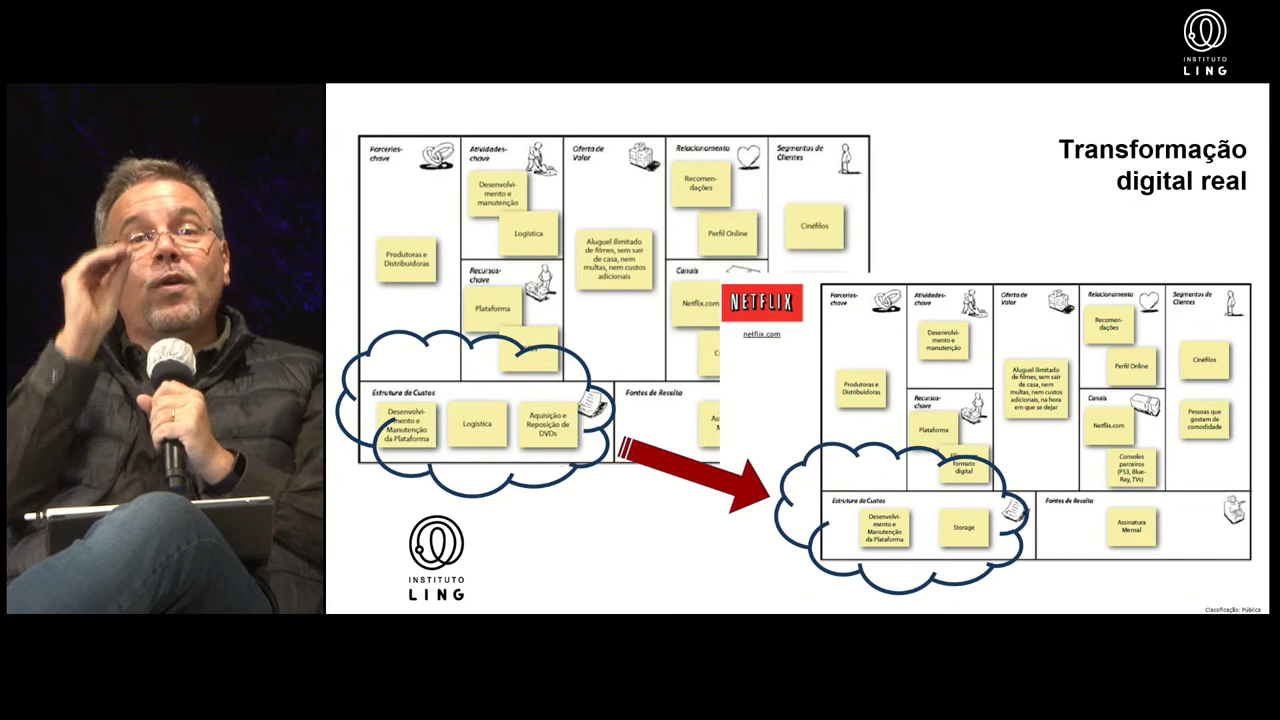 INSTITUTO
LING
Transformação
digital real
Parcerias-
chave
Atividades-
chave
Oferta de
Valor
Relacionamento
Segmentos de
Clientes
Desenvolvi-
mento e
manutenção
Logística
Recomen-
dações
Perfil Online
Cinéfilos
Produtoras e
Distribuidoras
Aluguel ilimitado
de filmes, sem sair
de casa, nem
multas, nem custos
adicionais
Recursos-
chave
Plataforma
Canais
Netflix.com
Estrutura de Custos
Desenvolvi-
mento e
Manutenção
da Plataforma
Logística
Aquisição e
Reposição de
DVDs
Fontes de Receita
NETFLIX
netflix.com
Parcerias-
chave
Atividades-
chave
Oferta de
Valor
Relacionamento
Segmentos de
Clientes
Desenvolvi-
mento e
manutenção
Recomen-
dações
Perfil Online
Cinéfilos
Produtoras e
Distribuidoras
Aluguel ilimitado
de filmes, sem sair
de casa, nem
multas, nem custos
adicionais, na hora
em que se dejar
Recursos-
chave
Plataforma
formato
digital
Canais
Netflix.com
Consoles
parceiros
(PS3, Blue-
Ray, TVs)
Pessoas que
gostam de
comodidade
Estrutura de Custos
Desenvolvi-
mento e
Manutenção
da Plataforma
Storage
Fontes de Receita
Assinatura
Mensal
INSTITUTO
LING
Classificação: Pública